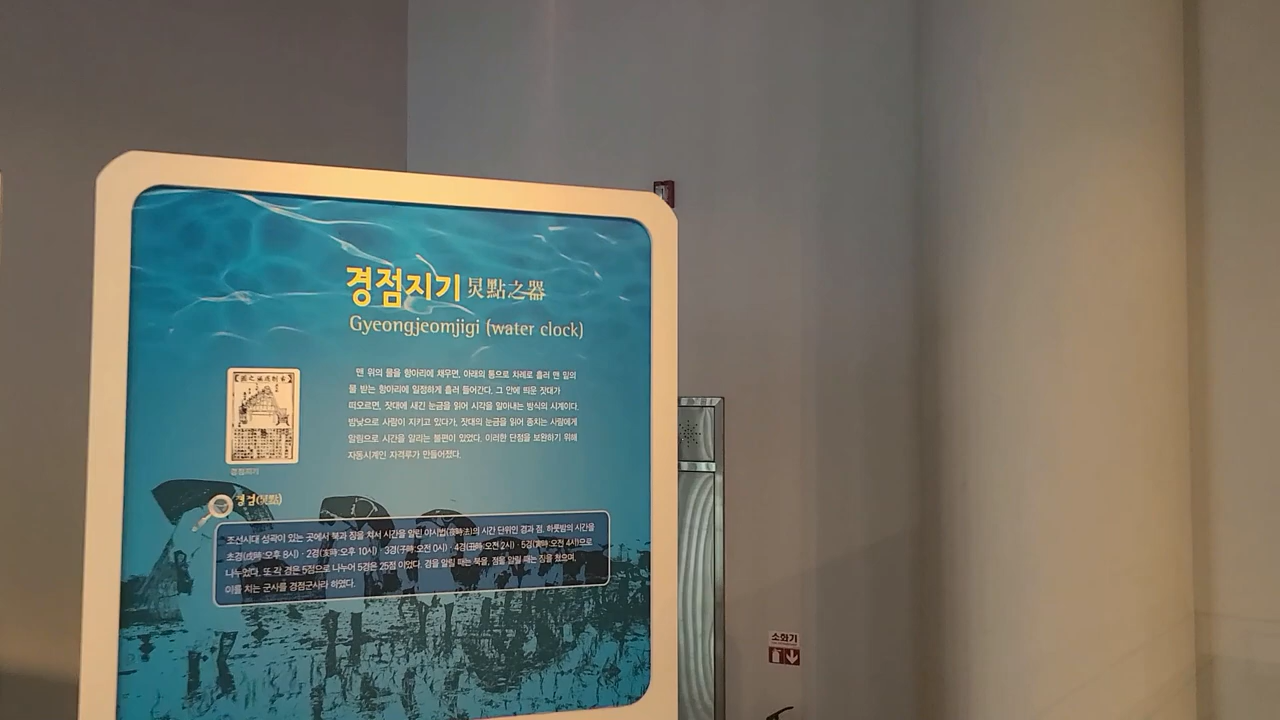 경점지기 炅點之器
Gyeongjeomjigi (water clock)
맨 위의 물을 항아리에 채우면, 아래의 통으로 차례로 흘러 맨 밑의
물 받는 항아리에 일정하게 흘러 들어간다. 그 안에 띄운 잣대가
떠오르면, 잣대에 새긴 눈금을 읽어 시각을 알아내는 방식의 시계이다.
밤낮으로 사람이 지키고 있다가, 잣대의 눈금을 읽어 종치는 사람에게
알림으로 시간을 알리는 불편이 있었다. 이러한 단점을 보완하기 위해
자동시계인 자격루가 만들어졌다.
경점지기
경점(炅點)
조선시대 성곽이 있는 곳에서 북과 징을 쳐서 시간을 알린 야시법(夜時法)의 시간 단위인 경과 점. 하룻밤의 시간을
초경(戌時:오후 8시)·2경(亥時:오후 10시)·3경(子時:오전 0시)·4경(丑時:오전 2시)·5경(寅時:오전 4시)으로
나누었다. 또 각 경은 5점으로 나누어 5경은 25점 이었다. 경을 알릴 때는 북을, 점을 알릴 때는 징을 쳤으며,
이를 치는 군사를 경점군사라 하였다.
소화기